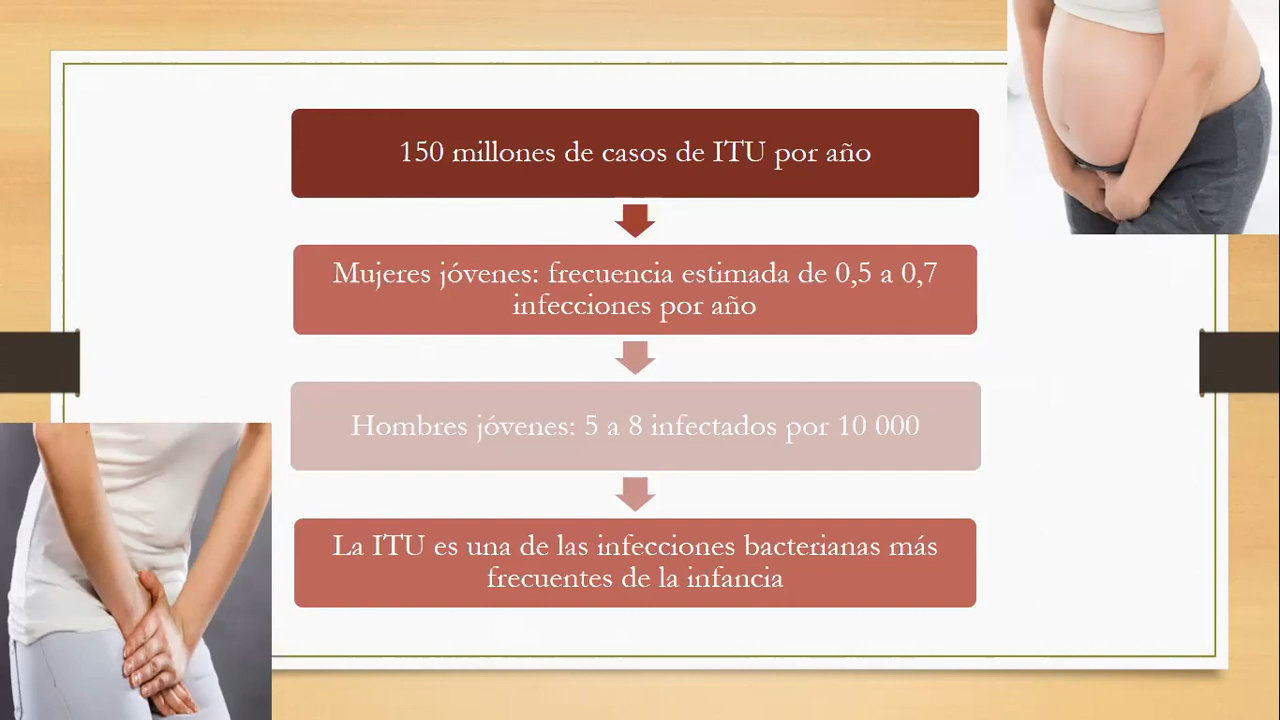 150 millones de casos de ITU por año
Mujeres jóvenes: frecuencia estimada de 0,5 a 0,7
infecciones por año
Hombres jóvenes: 5 a 8 infectados por 10 000
La ITU es una de las infecciones bacterianas más
frecuentes de la infancia